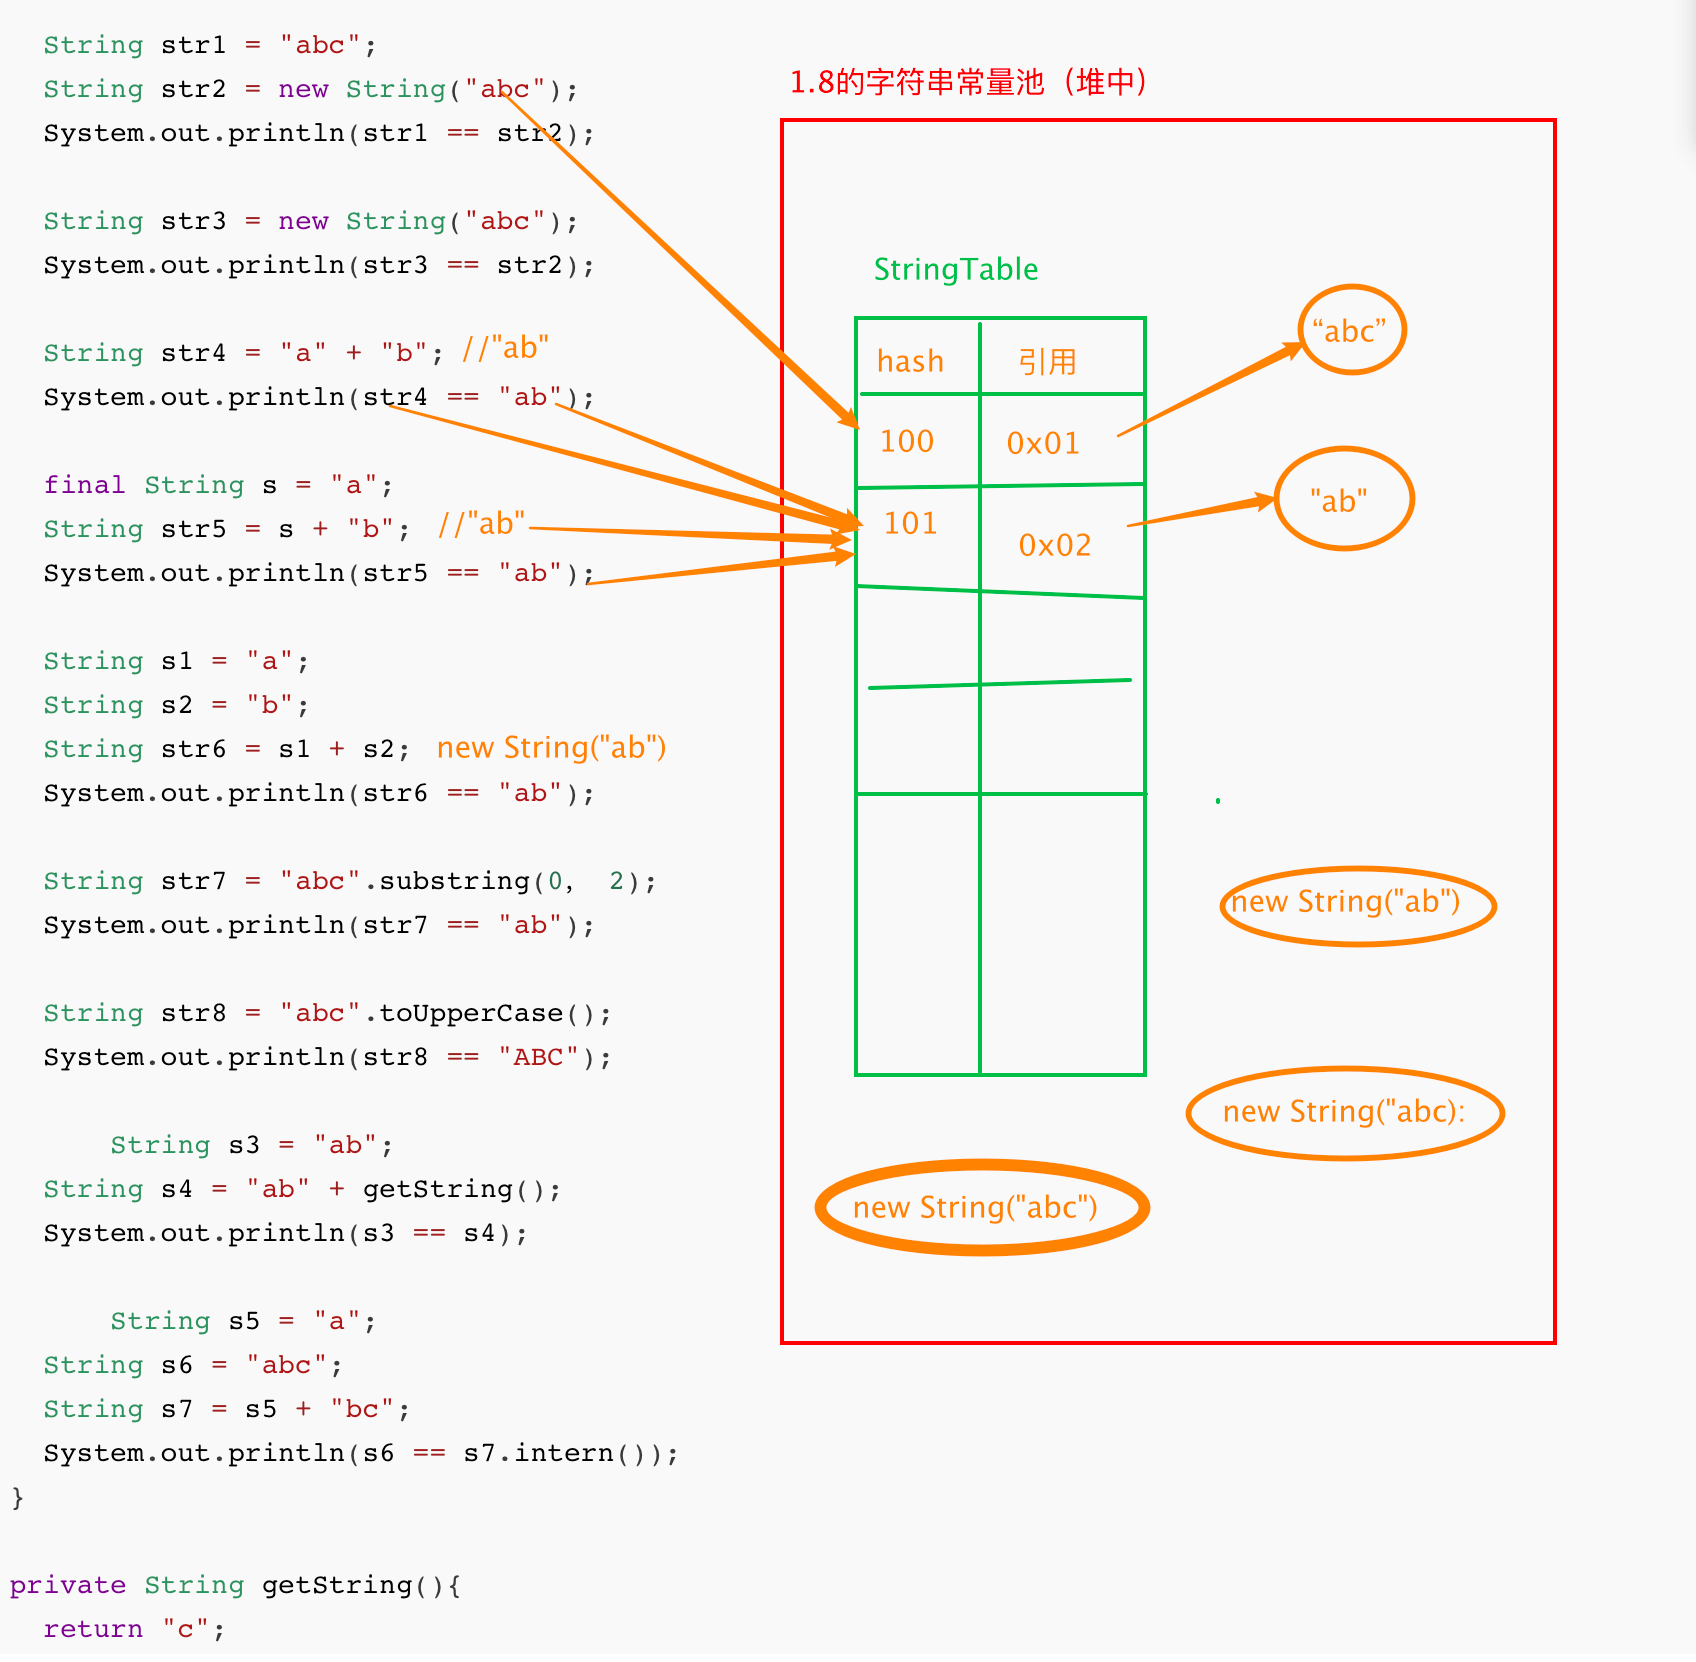 String str1 = "abc";
String str2 = new String("abc");
System.out.println(str1 == str2);
String str3 = new String("abc");
System.out.println(str3 == str2);
String str4 = "a" + "b"; //"ab"
System.out.println(str4 == "ab");
final String s = "a";
String str5 = s + "b"; //"ab"
System.out.println(str5 == "ab");
String s1 = "a";
String s2 = "b";
String str6 = s1 + s2; new String("ab")
System.out.println(str6 == "ab");
String str7 = "abc".substring(0, 2);
System.out.println(str7 == "ab");
String str8 = "abc".toUpperCase();
System.out.println(str8 == "ABC");
String s3 = "ab";
String s4 = "ab" + getString();
System.out.println(s3 == s4);
String s5 = "a";
String s6 = "abc";
String s7 = s5 + "bc";
System.out.println(s6 == s7.intern());
}
private String getString(){
return "c";
1.8的字符串常量池（堆中）
StringTable
hash 引用
100 0x01
101 0x02
“abc”
"ab"
new String("ab")
new String("abc):
new String("abc")